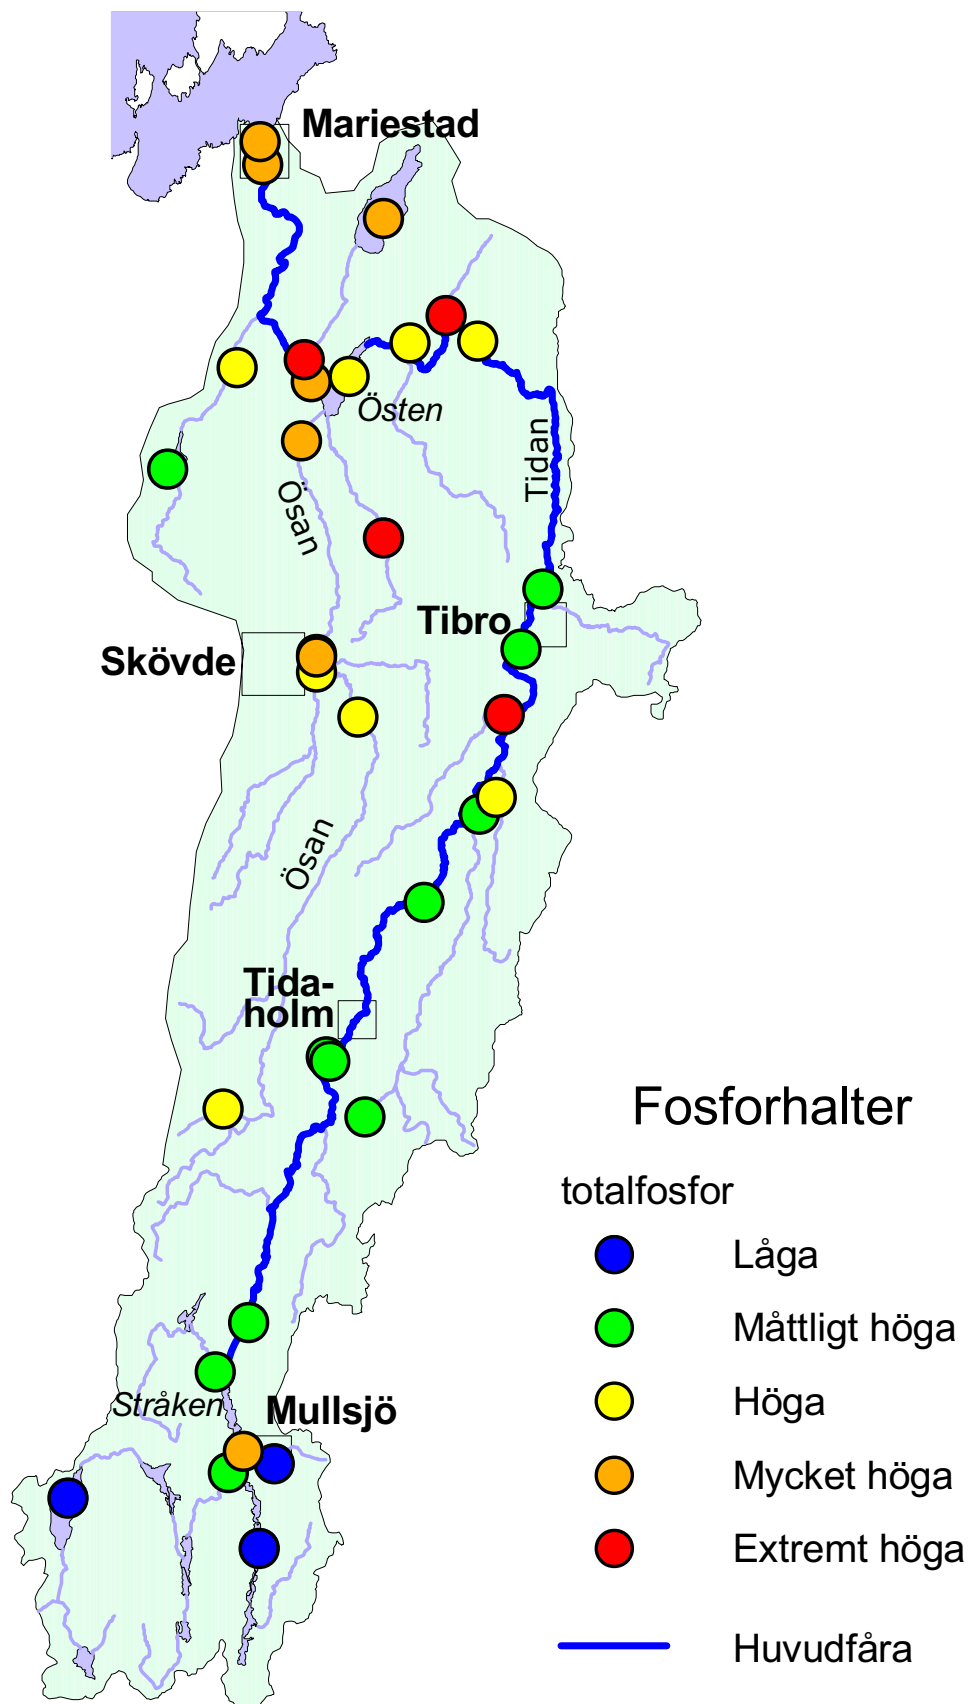 Mariestad
Östen
Tidan
Ösan
Tibro
Skövde
Ösan
Tida-
holm
Fosforhalter
totalfosfor
Låga
Måttligt höga
Höga
Stråken
Mullsjö
Mycket höga
Extremt höga
Huvudfåra